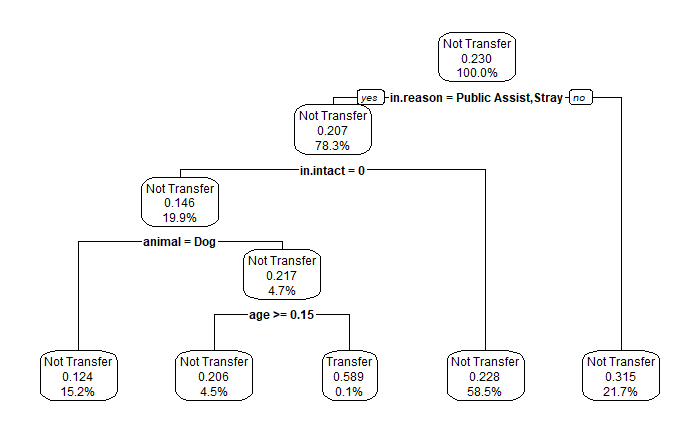 Not Transfer
0.230
100.0%
yes in.reason = Public Assist,Stray no
Not Transfer
0.207
78.3%
in.intact = 0
Not Transfer
0.146
19.9%
animal = Dog
Not Transfer
0.217
4.7%
age >= 0.15
Not Transfer
0.124
15.2%
Not Transfer
0.206
4.5%
Transfer
0.589
0.1%
Not Transfer
0.228
58.5%
Not Transfer
0.315
21.7%